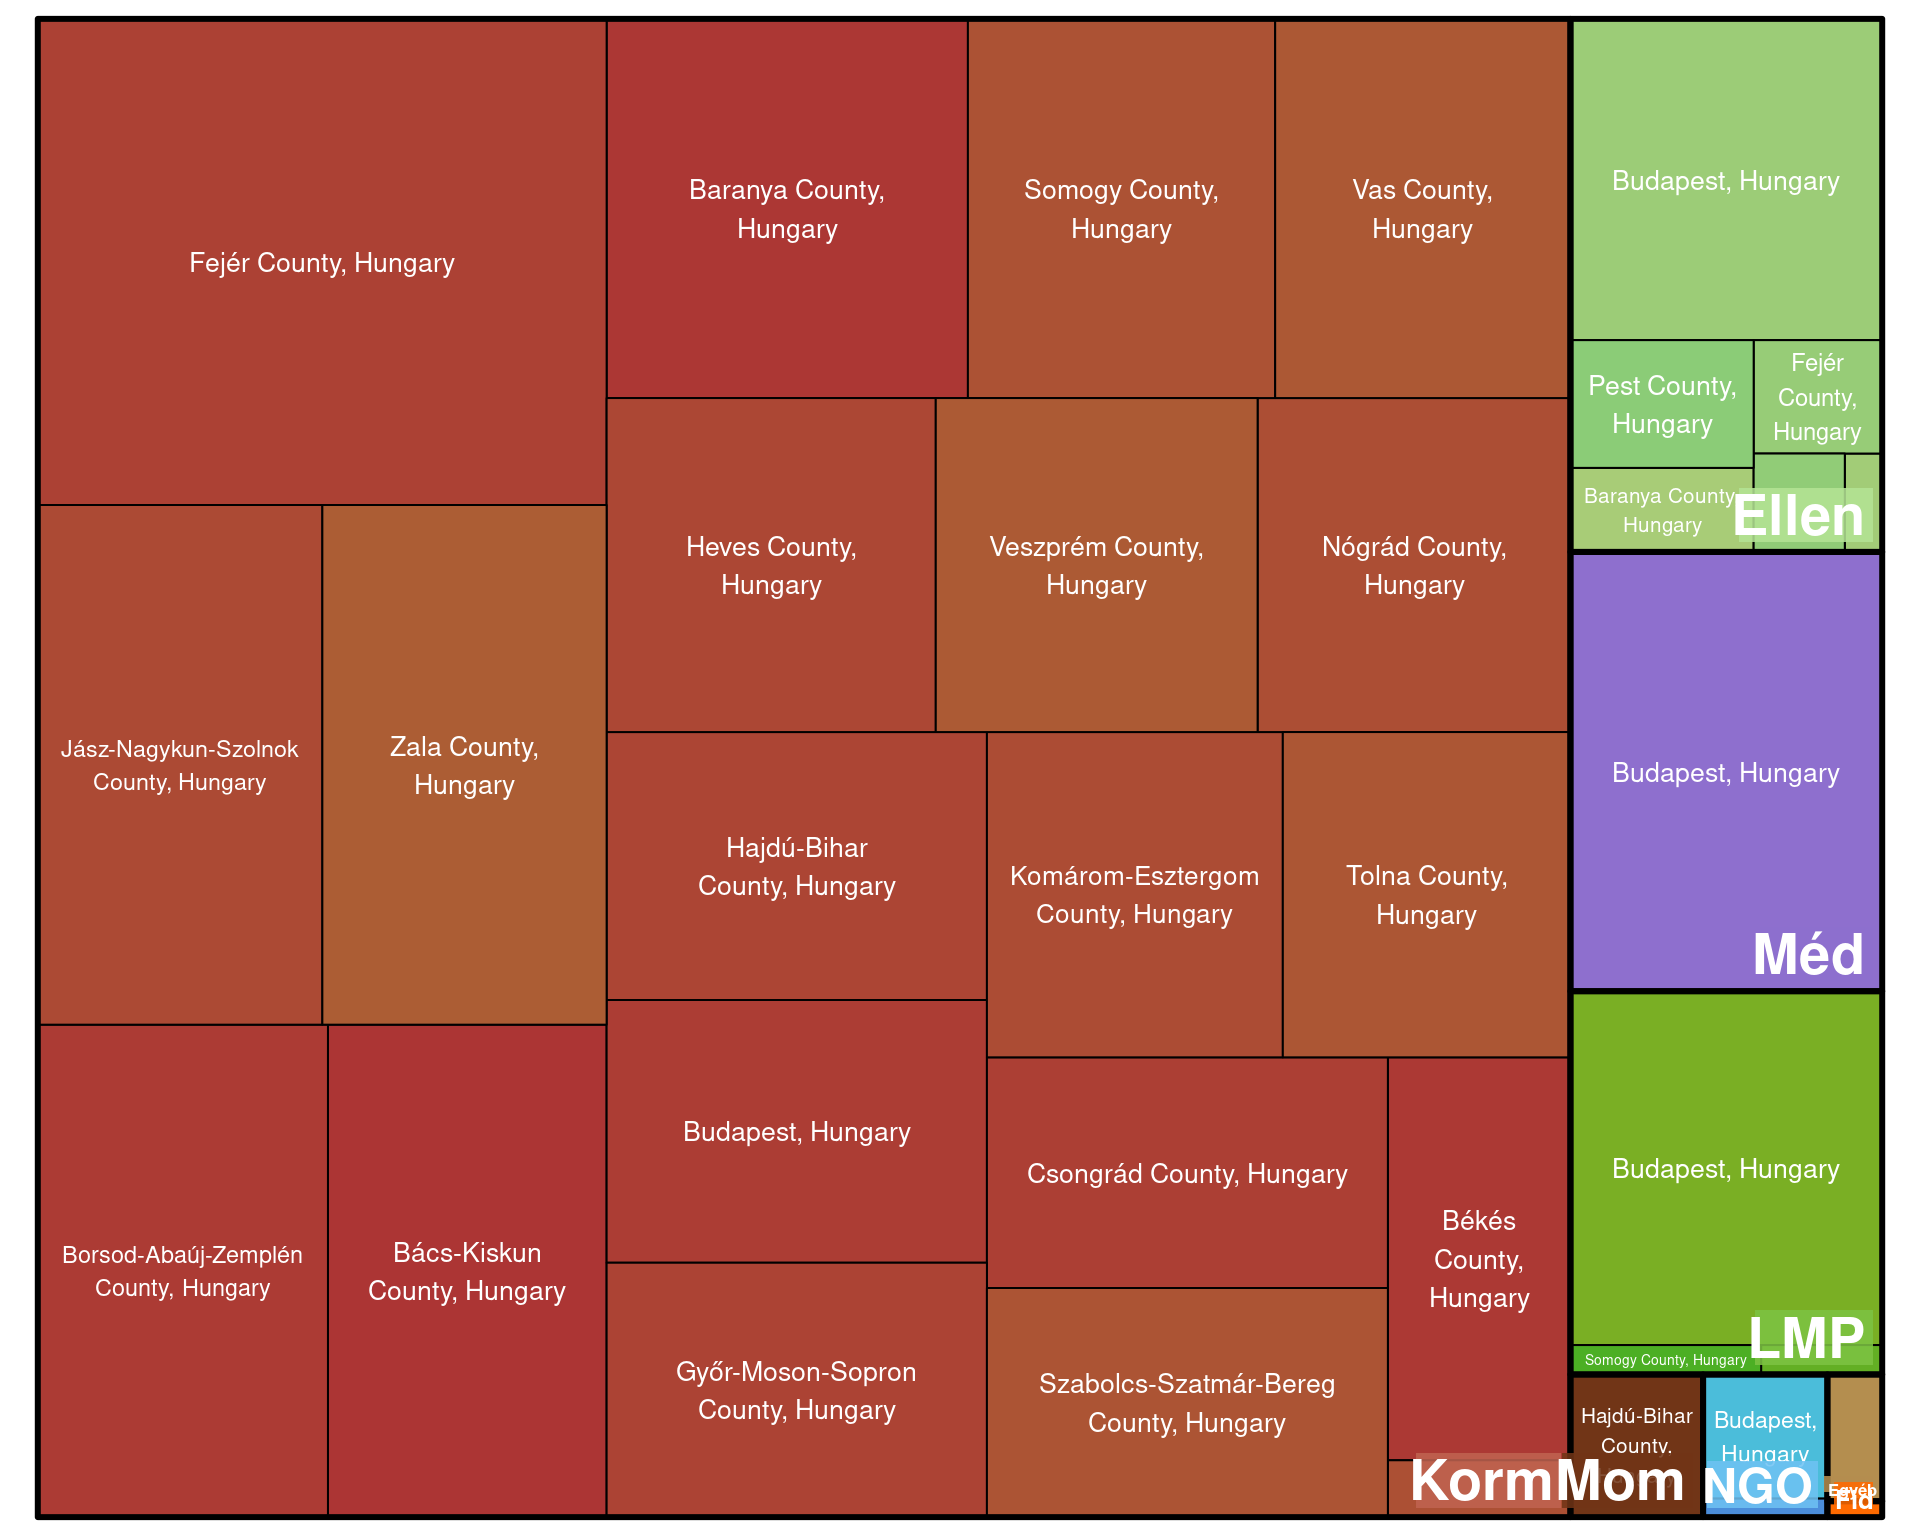 Fejér County, Hungary
Baranya County,
Hungary
Somogy County,
Hungary
Vas County,
Hungary
Jász-Nagykun-Szolnok
County, Hungary
Zala County,
Hungary
Heves County,
Hungary
Veszprém County,
Hungary
Nógrád County,
Hungary
Hajdú-Bihar
County, Hungary
Komárom-Esztergom
County, Hungary
Tolna County,
Hungary
Borsod-Abaúj-Zemplén
County, Hungary
Bács-Kiskun
County, Hungary
Budapest, Hungary
Csongrád County, Hungary
Békés
County,
Hungary
Győr-Moson-Sopron
County, Hungary
Szabolcs-Szatmár-Bereg
County, Hungary
Korm
Budapest, Hungary
Pest County,
Hungary
Fejér
County,
Hungary
Baranya County
Hungary
Ellen
Budapest, Hungary
Méd
Budapest, Hungary
Somogy County, Hungary
LMP
Hajdú-Bihar
County.
Mom
Budapest,
Hungary
NGO
Egyéb
Fid